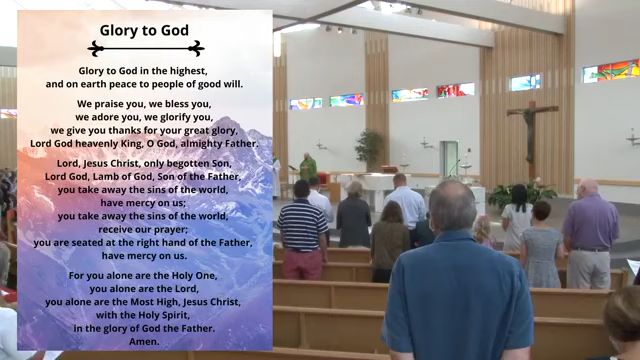 Glory to God
Glory to God in the highest,
and on earth peace to people of good will.
We praise you, we bless you,
we adore you, we glorify you,
we give you thanks for your great glory,
Lord God heavenly King, O God, almighty Father.
Lord, Jesus Christ, only begotten Son,
Lord God, Lamb of God, Son of the Father,
you take away the sins of the world,
have mercy on us;
you take away the sins of the world,
receive our prayer;
you are seated at the right hand of the Father,
have mercy on us.
For you alone are the Holy One,
you alone are the Lord,
you alone are the Most High, Jesus Christ,
with the Holy Spirit,
in the glory of God the Father.
Amen.